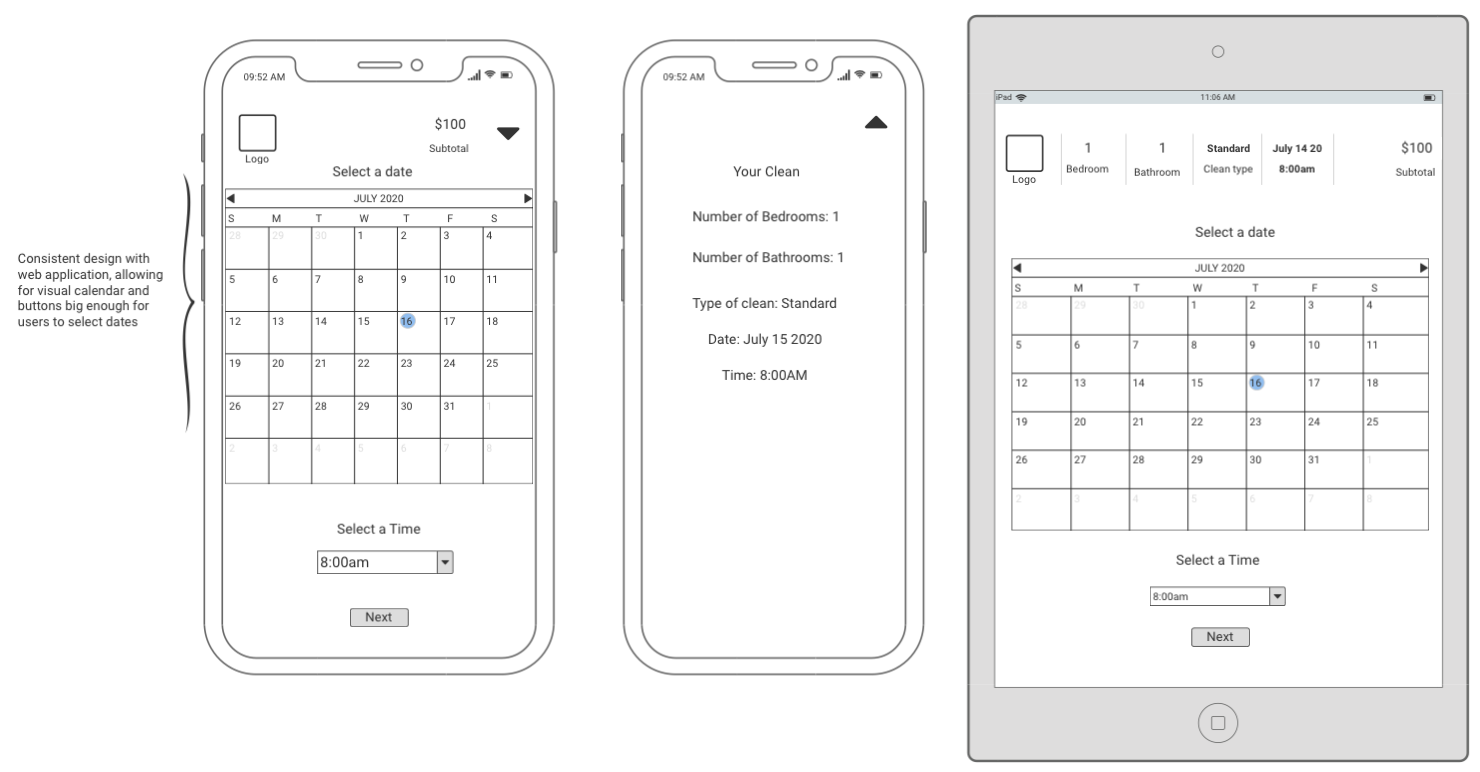 Consistent design with
web application, allowing
for visual calendar and
buttons big enough for
users to select dates
09:52 AM
Logo
$100
Subtotal
Select a date
JULY 2020
S M T W T F S
28 29 30 1 2 3 4
5 6 7 8 9 10 11
12 13 14 15 16 17 18
19 20 21 22 23 24 25
26 27 28 29 30 31 1
2 3 4 5 6 7 8
Select a Time
8:00am
Next
09:52 AM
Your Clean
Number of Bedrooms: 1
Number of Bathrooms: 1
Type of clean: Standard
Date: July 15 2020
Time: 8:00AM
iPad 11:06 AM
Logo
1
Bedroom
1
Bathroom
Standard
Clean type
July 14 20
8:00am
$100
Subtotal
Select a date
JULY 2020
S M T W T F S
28 29 30 1 2 3 4
5 6 7 8 9 10 11
12 13 14 15 16 17 18
19 20 21 22 23 24 25
26 27 28 29 30 31 1
2 3 4 5 6 7 8
Select a Time
8:00am
Next